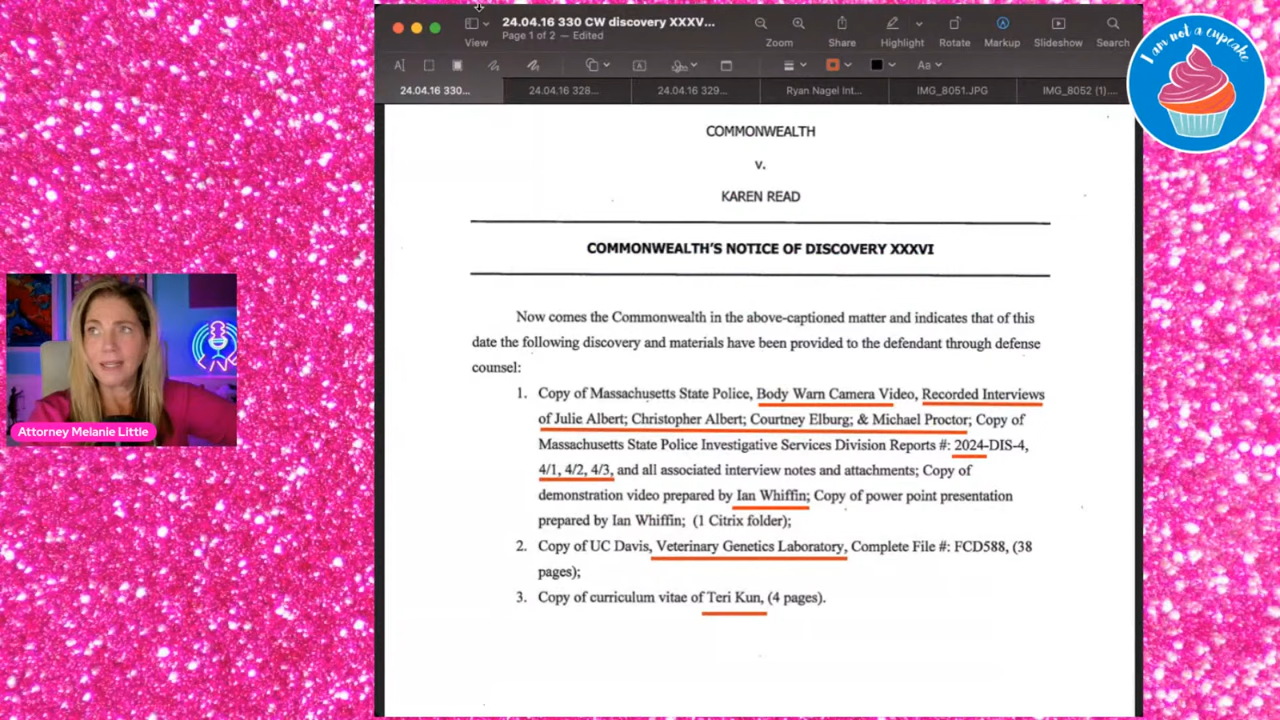 24.04.16 330 CW discovery XXXV...
Page 1 of 2 — Edited
View
Zoom
Share
Highlight
Rotate
Markup
Slideshow
Search
Aa
24.04.16 330...
24.04.16 328...
24.04.16 329...
Ryan Nagel Int...
IMG_8051.JPG
IMG_8052 (1)....
I am not a cupcake
COMMONWEALTH
v.
KAREN READ
COMMONWEALTH'S NOTICE OF DISCOVERY XXXVI
Now comes the Commonwealth in the above-captioned matter and indicates that of this
date the following discovery and materials have been provided to the defendant through defense
counsel:
1. Copy of Massachusetts State Police, Body Warn Camera Video, Recorded Interviews
of Julie Albert; Christopher Albert; Courtney Elburg; & Michael Proctor; Copy of
Massachusetts State Police Investigative Services Division Reports #: 2024-DIS-4,
4/1, 4/2, 4/3, and all associated interview notes and attachments; Copy of
demonstration video prepared by Ian Whiffin; Copy of power point presentation
prepared by Ian Whiffin; (1 Citrix folder);
2. Copy of UC Davis, Veterinary Genetics Laboratory, Complete File #: FCD588, (38
pages);
3. Copy of curriculum vitae of Teri Kun, (4 pages).
Attorney Melanie Little